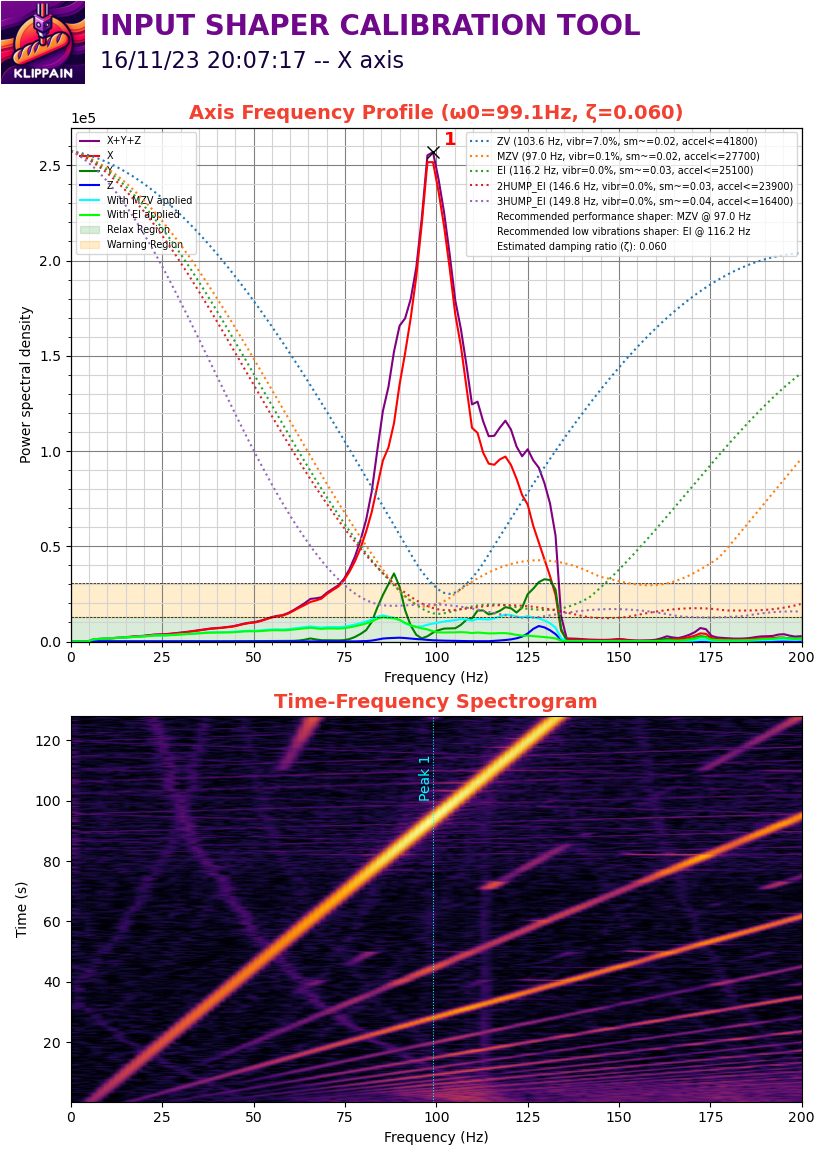 INPUT SHAPER CALIBRATION TOOL
16/11/23 20:07:17 -- X axis
KLIPPAIN
Axis Frequency Profile (ω0=99.1Hz, ζ=0.060)
1e5
1
X+Y+Z
X
Y
Z
With MZV applied
With EI applied
Relax Region
Warning Region
ZV (103.6 Hz, vibr=7.0%, sm~=0.02, accel<=41800)
MZV (97.0 Hz, vibr=0.1%, sm~=0.02, accel<=27700)
EI (116.2 Hz, vibr=0.0%, sm~=0.03, accel<=25100)
2HUMP_EI (146.6 Hz, vibr=0.0%, sm~=0.03, accel<=23900)
3HUMP_EI (149.8 Hz, vibr=0.0%, sm~=0.04, accel<=16400)
Recommended performance shaper: MZV @ 97.0 Hz
Recommended low vibrations shaper: EI @ 116.2 Hz
Estimated damping ratio (ζ): 0.060
2.5
2.0
1.5
1.0
0.5
0.0
Power spectral density
0 25 50 75 100 125 150 175 200
Frequency (Hz)
Time-Frequency Spectrogram
120
100
80
60
40
20
Time (s)
Peak 1
0 25 50 75 100 125 150 175 200
Frequency (Hz)